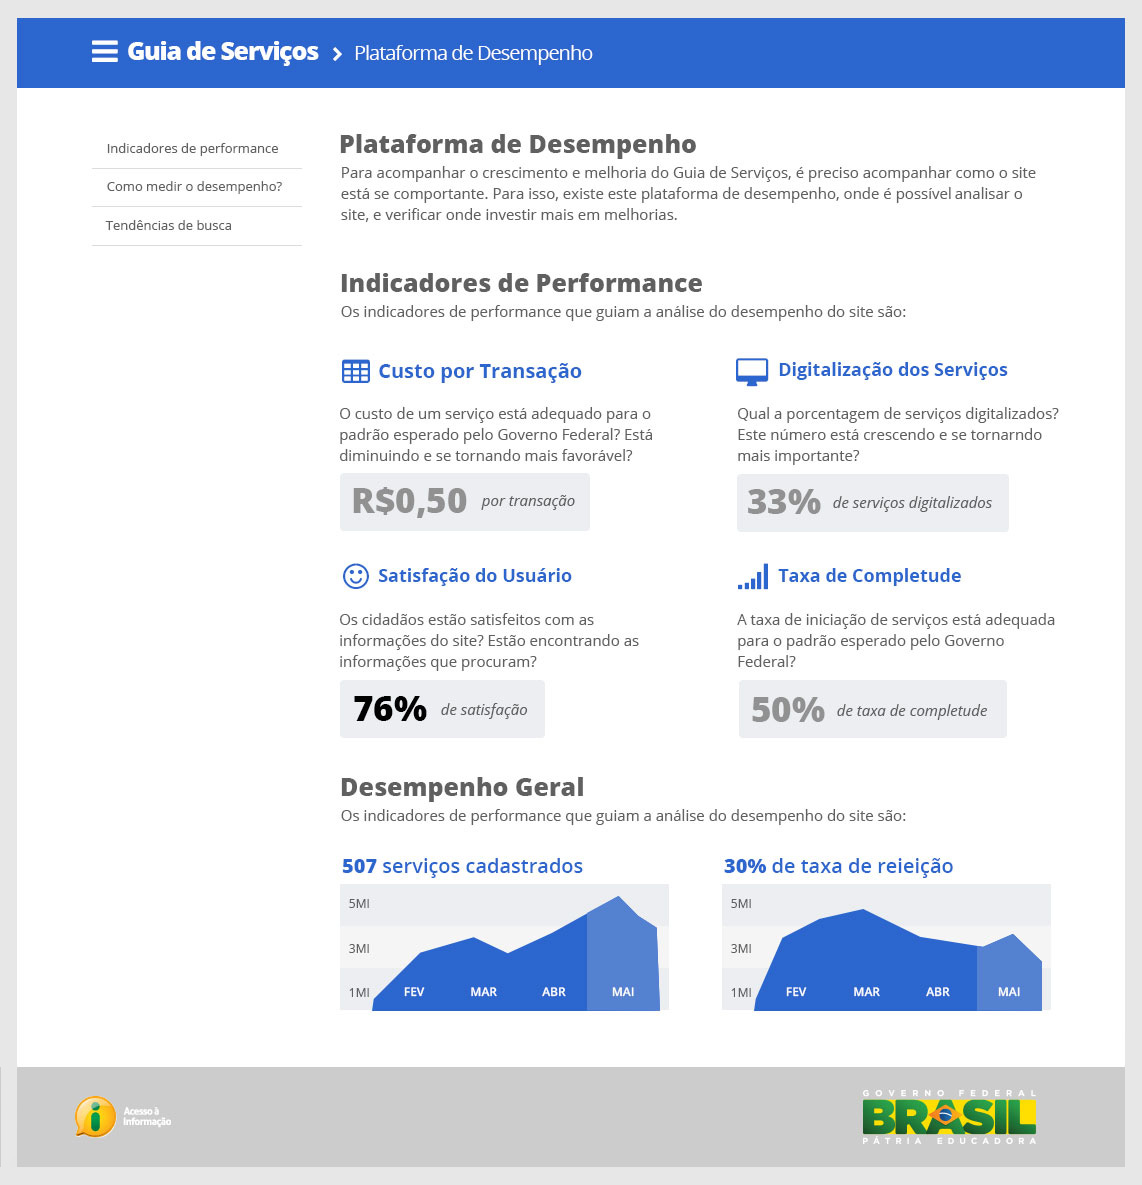 Guia de Serviços › Plataforma de Desempenho
Indicadores de performance
Como medir o desempenho?
Tendências de busca
Plataforma de Desempenho
Para acompanhar o crescimento e melhoria do Guia de Serviços, é preciso acompanhar como o site
está se comportante. Para isso, existe este plataforma de desempenho, onde é possível analisar o
site, e verificar onde investir mais em melhorias.
Indicadores de Performance
Os indicadores de performance que guiam a análise do desempenho do site são:
Custo por Transação
O custo de um serviço está adequado para o
padrão esperado pelo Governo Federal? Está
diminuindo e se tornando mais favorável?
R$0,50 por transação
Digitalização dos Serviços
Qual a porcentagem de serviços digitalizados?
Este número está crescendo e se tornarndo
mais importante?
33% de serviços digitalizados
Satisfação do Usuário
Os cidadãos estão satisfeitos com as
informações do site? Estão encontrando as
informações que procuram?
76% de satisfação
Taxa de Completude
A taxa de iniciação de serviços está adequada
para o padrão esperado pelo Governo
Federal?
50% de taxa de completude
Desempenho Geral
Os indicadores de performance que guiam a análise do desempenho do site são:
507 serviços cadastrados
5MI
3MI
1MI FEV MAR ABR MAI
30% de taxa de reieição
5MI
3MI
1MI FEV MAR ABR MAI
Acesso à
Informação
GOVERNO FEDERAL
BRASIL
PÁTRIA EDUCADORA